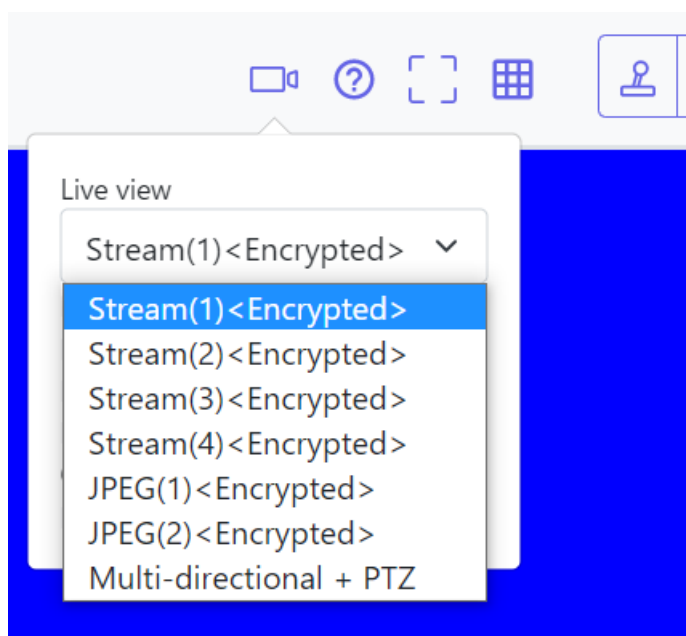 Live view
Stream(1)<Encrypted>
Stream(1)<Encrypted>
Stream(2)<Encrypted>
Stream(3)<Encrypted>
Stream(4)<Encrypted>
JPEG(1)<Encrypted>
JPEG(2)<Encrypted>
Multi-directional + PTZ